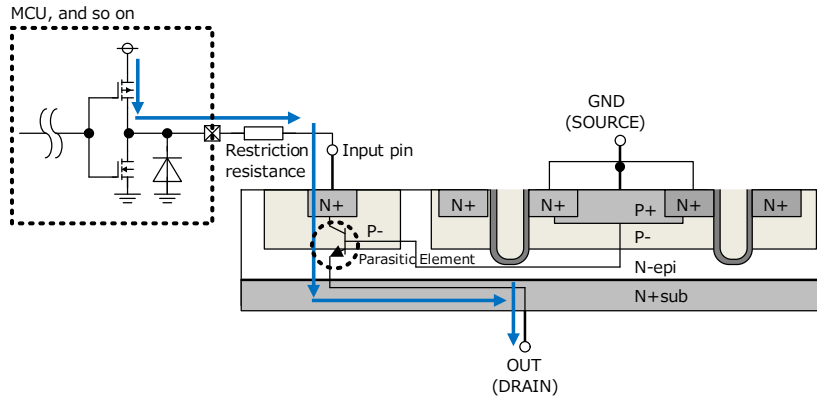 MCU, and so on
GND
(SOURCE)
Restriction
resistance
Input pin
N+
N+
N+
P+
N+
N+
P-
P-
Parasitic Element
N-epi
N+sub
OUT
(DRAIN)